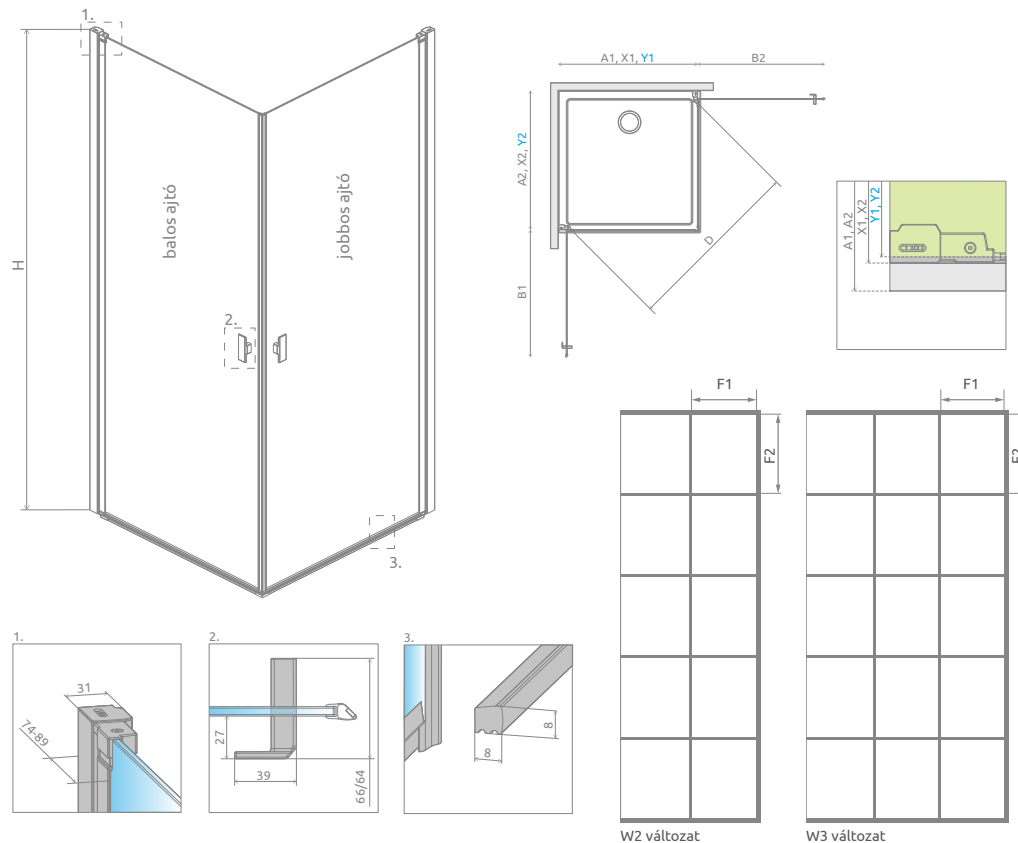 1.
balos ajtó
jobbos ajtó
H
2.
3.
A1, X1, Y1
B2
A2, X2, Y2
B1
D
A1, A2
X1, X2
Y1, Y2
F1
F2
W2 változat
F1
F2
W3 változat
1.
31
74-89
2.
27
39
66/64
3.
8
8